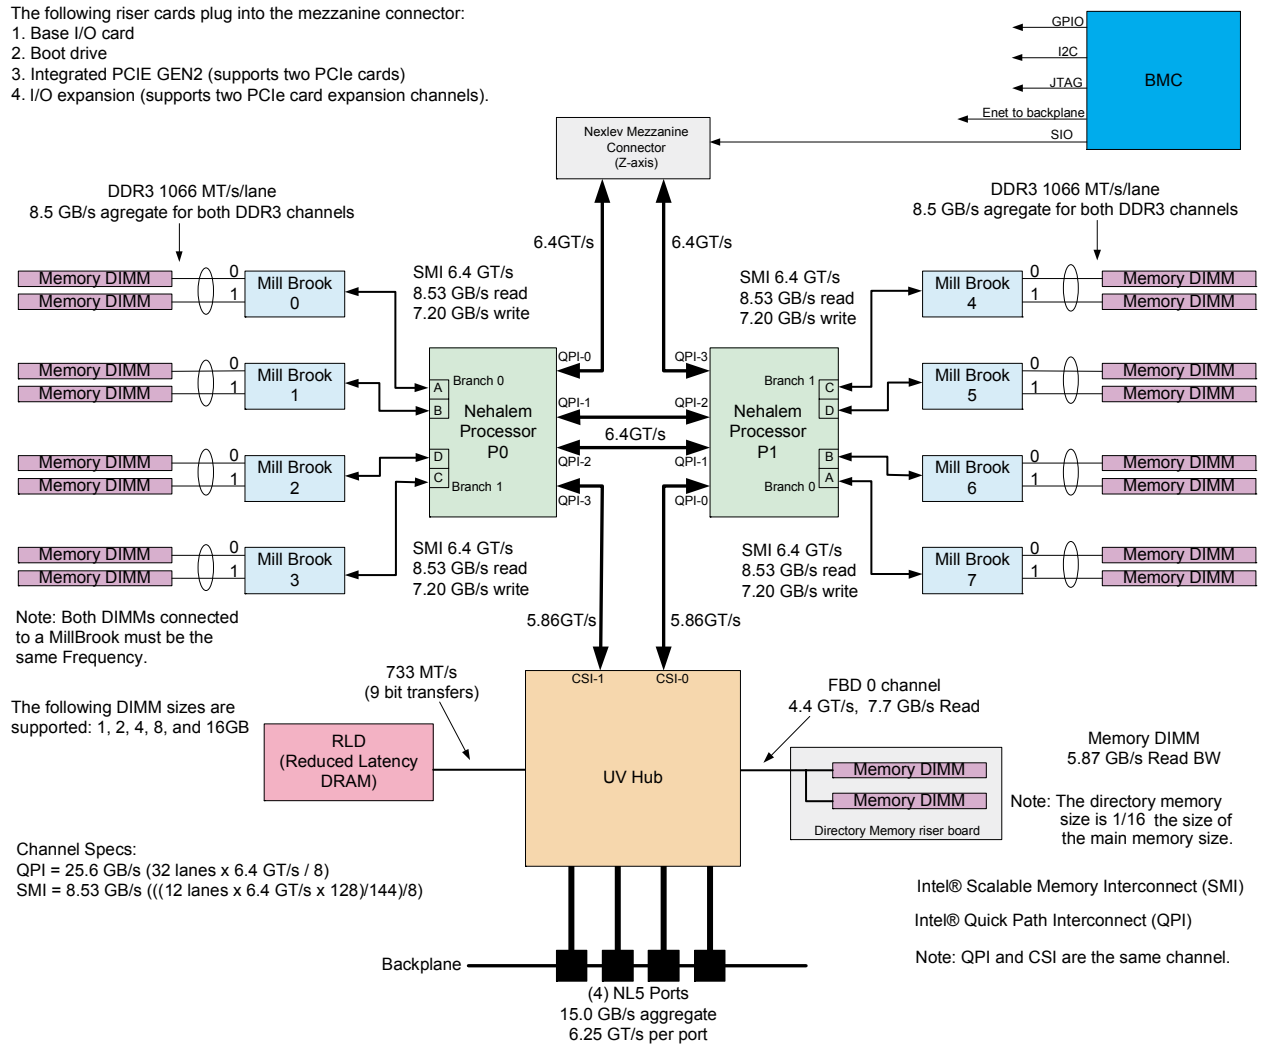 The following riser cards plug into the mezzanine connector:
1. Base I/O card
2. Boot drive
3. Integrated PCIE GEN2 (supports two PCIe cards)
4. I/O expansion (supports two PCIe card expansion channels).
GPIO
I2C
JTAG
Enet to backplane
SIO
BMC
Nexlev Mezzanine
Connector
(Z-axis)
DDR3 1066 MT/s/lane
8.5 GB/s agregate for both DDR3 channels
DDR3 1066 MT/s/lane
8.5 GB/s agregate for both DDR3 channels
6.4GT/s
6.4GT/s
Memory DIMM
Memory DIMM
0
1
Mill Brook
0
SMI 6.4 GT/s
8.53 GB/s read
7.20 GB/s write
SMI 6.4 GT/s
8.53 GB/s read
7.20 GB/s write
Mill Brook
4
0
1
Memory DIMM
Memory DIMM
Memory DIMM
Memory DIMM
0
1
Mill Brook
1
Mill Brook
5
0
1
Memory DIMM
Memory DIMM
Memory DIMM
Memory DIMM
0
1
Mill Brook
2
Mill Brook
6
0
1
Memory DIMM
Memory DIMM
Memory DIMM
Memory DIMM
0
1
Mill Brook
3
Mill Brook
7
0
1
Memory DIMM
Memory DIMM
A
B
D
C
Branch 0
Nehalem
Processor
P0
Branch 1
QPI-0
QPI-1
QPI-2
QPI-3
6.4GT/s
QPI-3
QPI-2
QPI-1
QPI-0
Branch 1
Nehalem
Processor
P1
Branch 0
C
D
B
A
SMI 6.4 GT/s
8.53 GB/s read
7.20 GB/s write
SMI 6.4 GT/s
8.53 GB/s read
7.20 GB/s write
Note: Both DIMMs connected
to a MillBrook must be the
same Frequency.
5.86GT/s
5.86GT/s
The following DIMM sizes are
supported: 1, 2, 4, 8, and 16GB
733 MT/s
(9 bit transfers)
RLD
(Reduced Latency
DRAM)
CSI-1
CSI-0
UV Hub
FBD 0 channel
4.4 GT/s, 7.7 GB/s Read
Memory DIMM
Memory DIMM
Directory Memory riser board
Memory DIMM
5.87 GB/s Read BW
Note: The directory memory
size is 1/16 the size of
the main memory size.
Channel Specs:
QPI = 25.6 GB/s (32 lanes x 6.4 GT/s / 8)
SMI = 8.53 GB/s (((12 lanes x 6.4 GT/s x 128)/144)/8)
Intel® Scalable Memory Interconnect (SMI)
Intel® Quick Path Interconnect (QPI)
Note: QPI and CSI are the same channel.
Backplane
(4) NL5 Ports
15.0 GB/s aggregate
6.25 GT/s per port